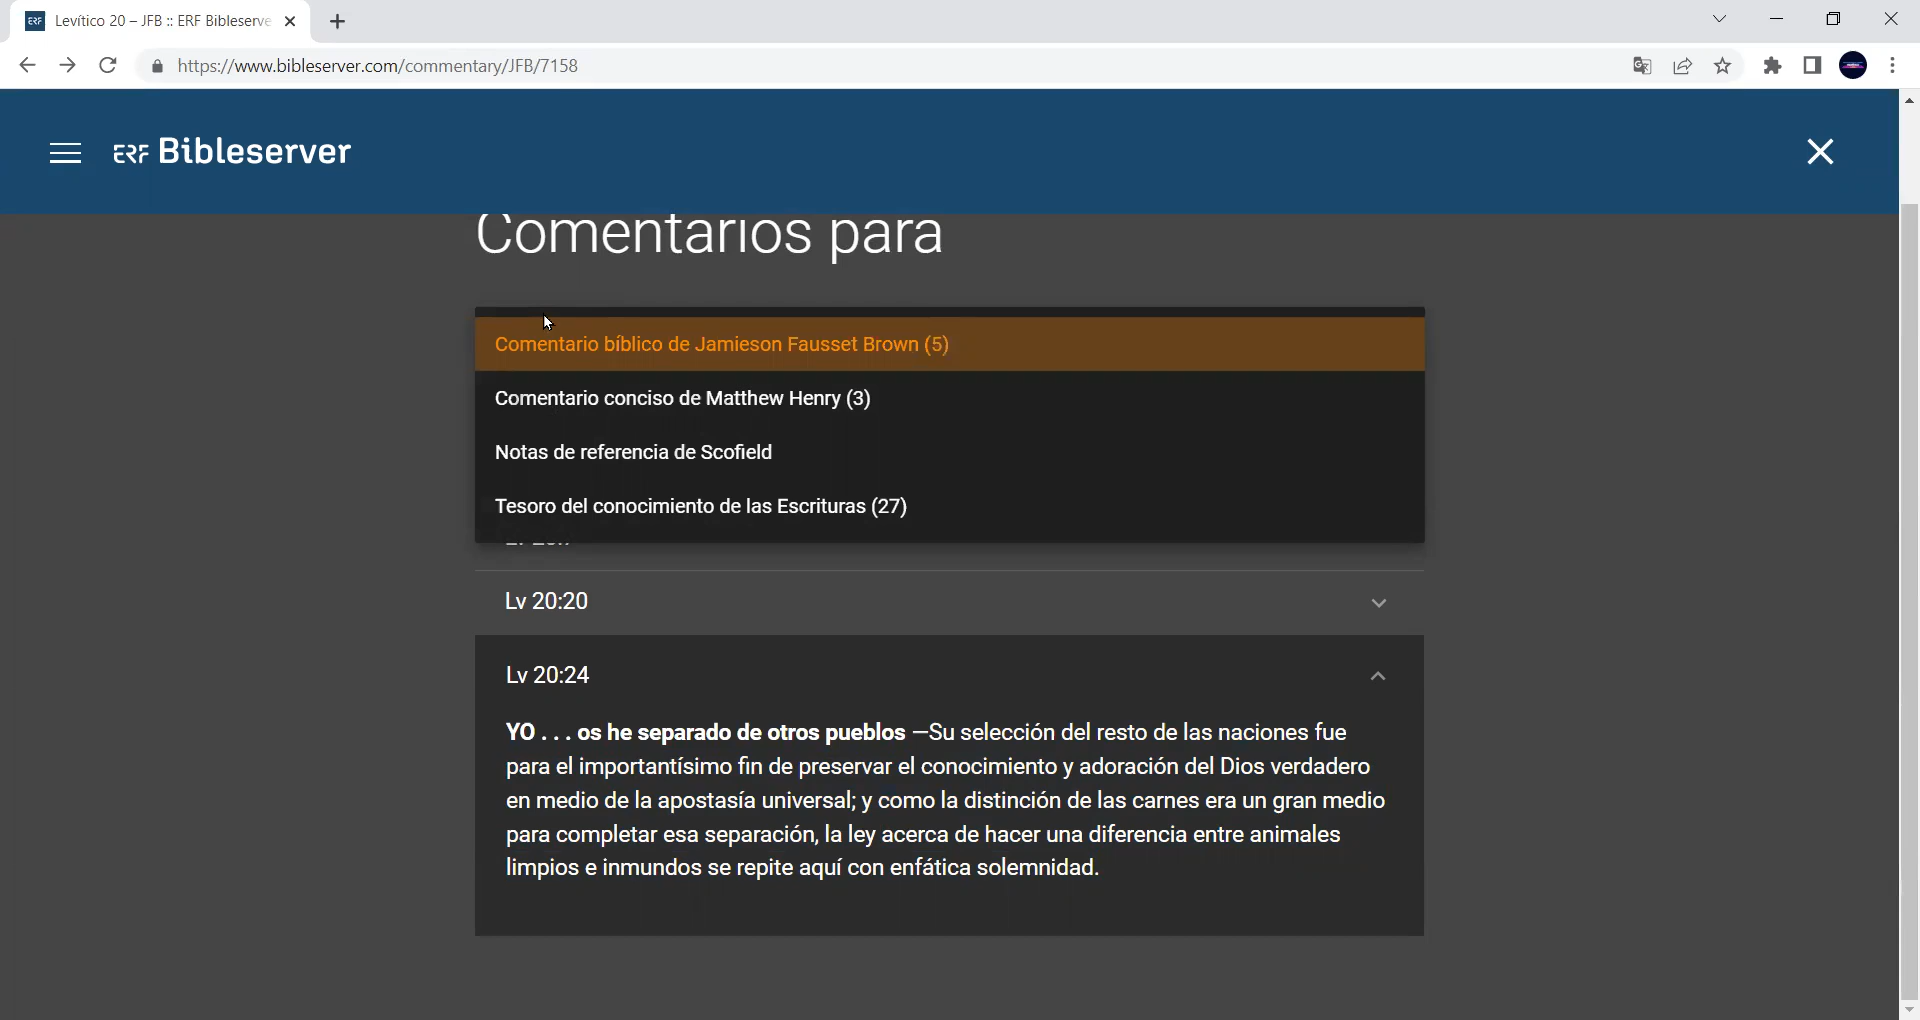 Levítico 20 – JFB :: ERF Bibleserve
https://www.bibleserver.com/commentary/JFB/7158
ERF Bibleserver
Comentarios para
Comentario bíblico de Jamieson Fausset Brown (5)
Comentario conciso de Matthew Henry (3)
Notas de referencia de Scofield
Tesoro del conocimiento de las Escrituras (27)
Lv 20:20
Lv 20:24
YO . . . os he separado de otros pueblos —Su selección del resto de las naciones fue
para el importantísimo fin de preservar el conocimiento y adoración del Dios verdadero
en medio de la apostasía universal; y como la distinción de las carnes era un gran medio
para completar esa separación, la ley acerca de hacer una diferencia entre animales
limpios e inmundos se repite aquí con enfática solemnidad.